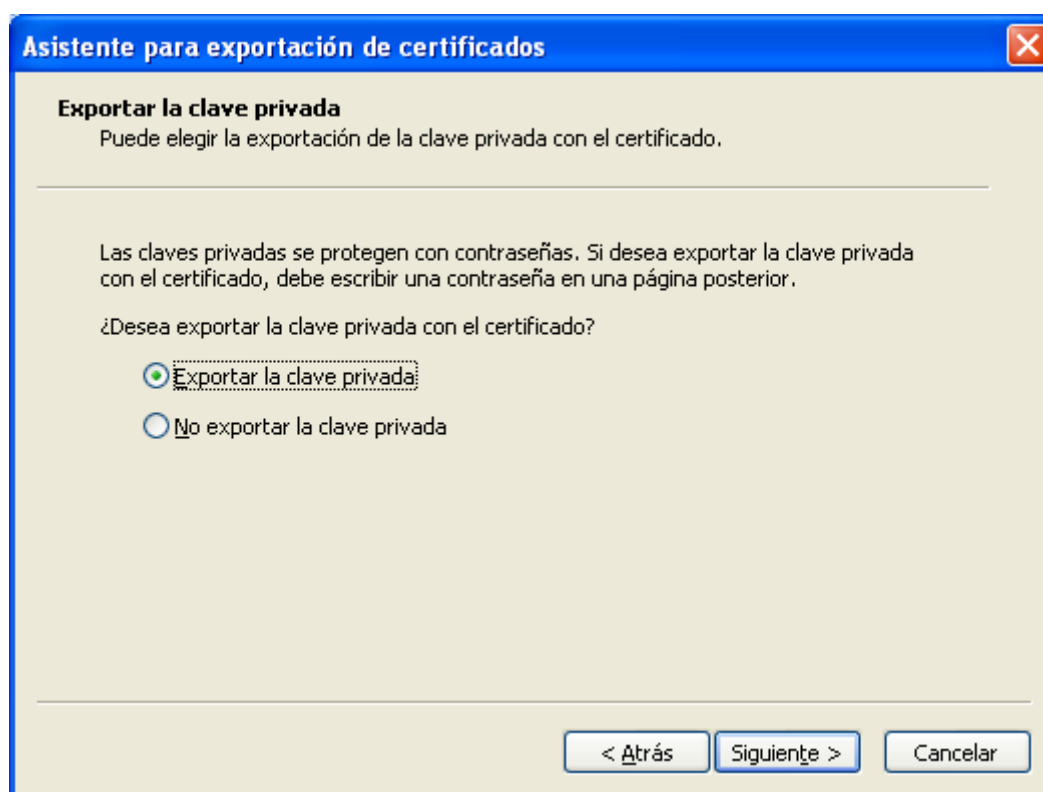 Asistente para exportación de certificados
Exportar la clave privada
Puede elegir la exportación de la clave privada con el certificado.
Las claves privadas se protegen con contraseñas. Si desea exportar la clave privada
con el certificado, debe escribir una contraseña en una página posterior.
¿Desea exportar la clave privada con el certificado?
Exportar la clave privada
No exportar la clave privada
< Atrás Siguiente > Cancelar